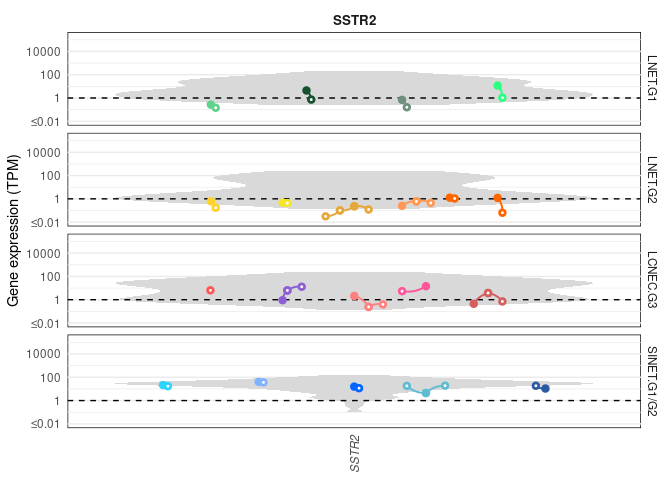 SSTR2
Gene expression (TPM)
10000
100
1
≤0.01
LNET.G1
10000
100
1
≤0.01
LNET.G2
10000
100
1
≤0.01
LCNEC.G3
10000
100
1
≤0.01
SINET.G1/G2
SSTR2